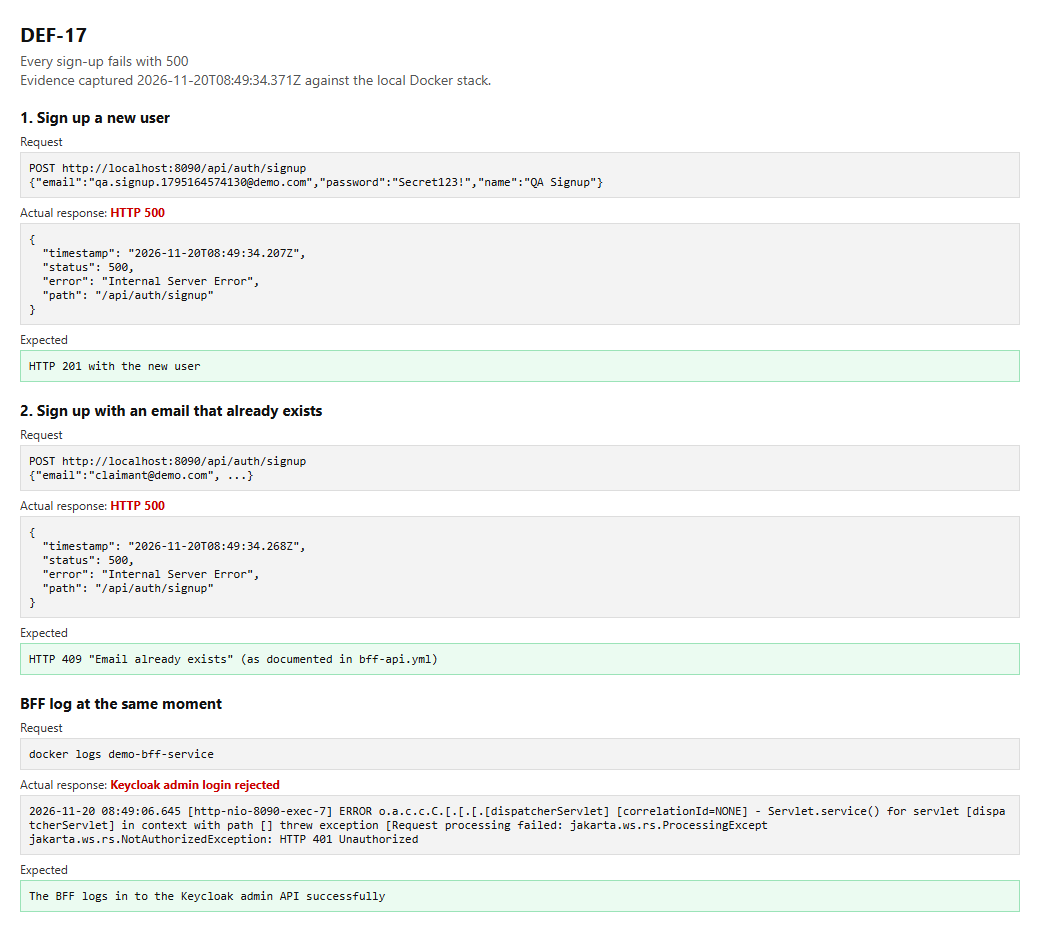 DEF-17
Every sign-up fails with 500
Evidence captured 2026-11-20T08:49:34.371Z against the local Docker stack.
1. Sign up a new user
Request
POST http://localhost:8090/api/auth/signup
{"email":"qa.signup.1795164574130@demo.com","password":"Secret123!","name":"QA Signup"}
Actual response: HTTP 500
{
  "timestamp": "2026-11-20T08:49:34.207Z",
  "status": 500,
  "error": "Internal Server Error",
  "path": "/api/auth/signup"
}
Expected
HTTP 201 with the new user
2. Sign up with an email that already exists
Request
POST http://localhost:8090/api/auth/signup
{"email":"claimant@demo.com", ...}
Actual response: HTTP 500
{
  "timestamp": "2026-11-20T08:49:34.268Z",
  "status": 500,
  "error": "Internal Server Error",
  "path": "/api/auth/signup"
}
Expected
HTTP 409 "Email already exists" (as documented in bff-api.yml)
BFF log at the same moment
Request
docker logs demo-bff-service
Actual response: Keycloak admin login rejected
2026-11-20 08:49:06.645 [http-nio-8090-exec-7] ERROR o.a.c.c.C.[.[.[.[dispatcherServlet] [correlationId=NONE] - Servlet.service() for servlet [dispa
tcherServlet] in context with path [] threw exception [Request processing failed: jakarta.ws.rs.ProcessingExcept
jakarta.ws.rs.NotAuthorizedException: HTTP 401 Unauthorized
Expected
The BFF logs in to the Keycloak admin API successfully